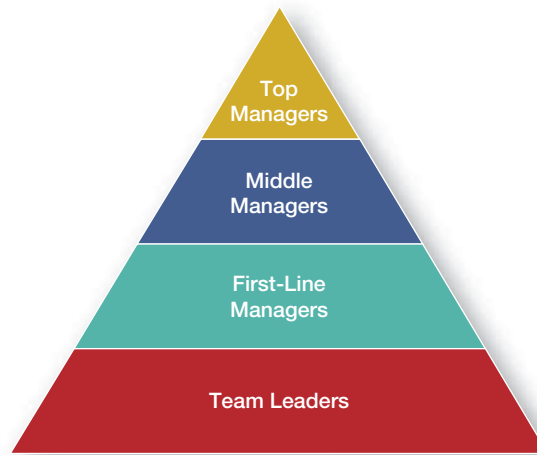 Top
Managers
Middle
Managers
First-Line
Managers
Team Leaders